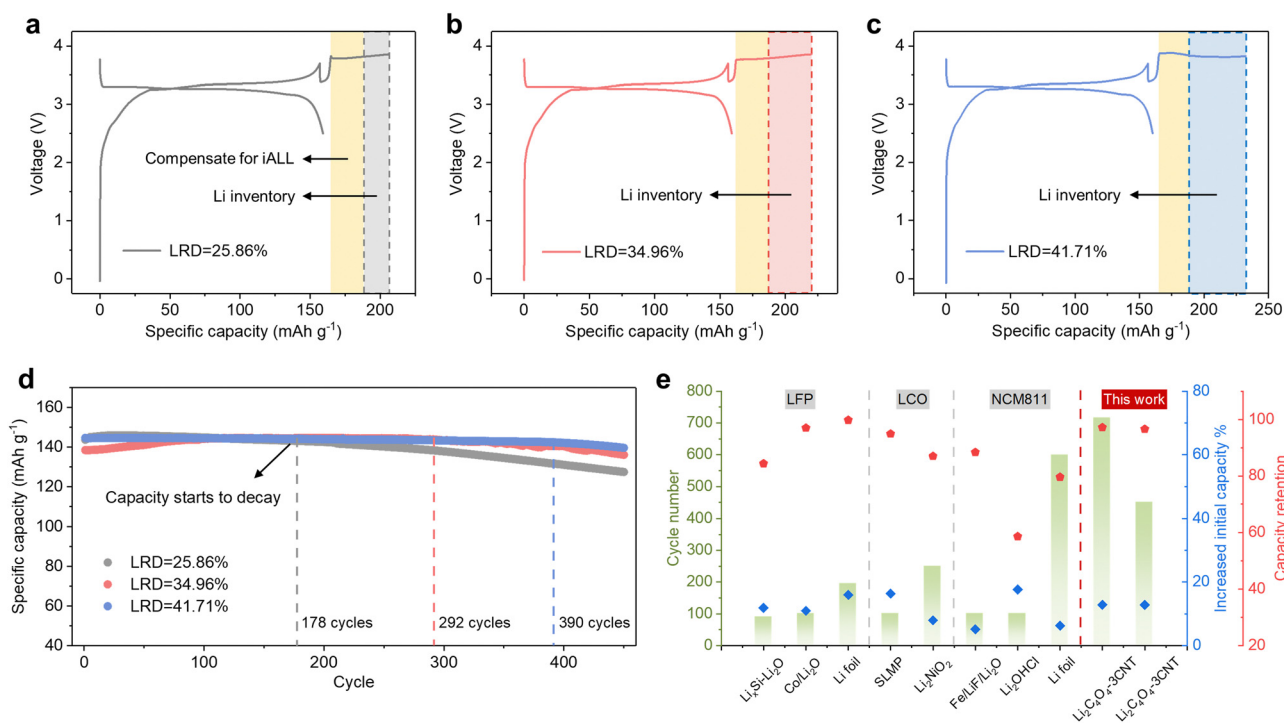 a
4
3
2
1
0
Voltage (V)
Compensate for iALL
Li inventory
LRD=25.86%
0 50 100 150 200
Specific capacity (mAh g⁻¹)
b
4
3
2
1
0
Voltage (V)
Li inventory
LRD=34.96%
0 50 100 150 200
Specific capacity (mAh g⁻¹)
c
4
3
2
1
0
Voltage (V)
Li inventory
LRD=41.71%
0 50 100 150 200 250
Specific capacity (mAh g⁻¹)
d
160
140
120
100
80
60
40
Specific capacity (mAh g⁻¹)
Capacity starts to decay
LRD=25.86%
LRD=34.96%
LRD=41.71%
178 cycles 292 cycles 390 cycles
0 100 200 300 400
Cycle
e
800
700
600
500
400
300
200
100
0
Cycle number
LFP LCO NCM811 This work
80
60
40
20
0
Increased initial capacity %
100
80
60
40
20
Capacity retention
LiₓSi-Li₂O
Co/Li₂O
Li foil
SLMP
Li₂NiO₂
Fe/LiF/Li₂O
Li₂OHCl
Li foil
Li₂C₄O₄-3CNT
Li₂C₄O₄-3CNT